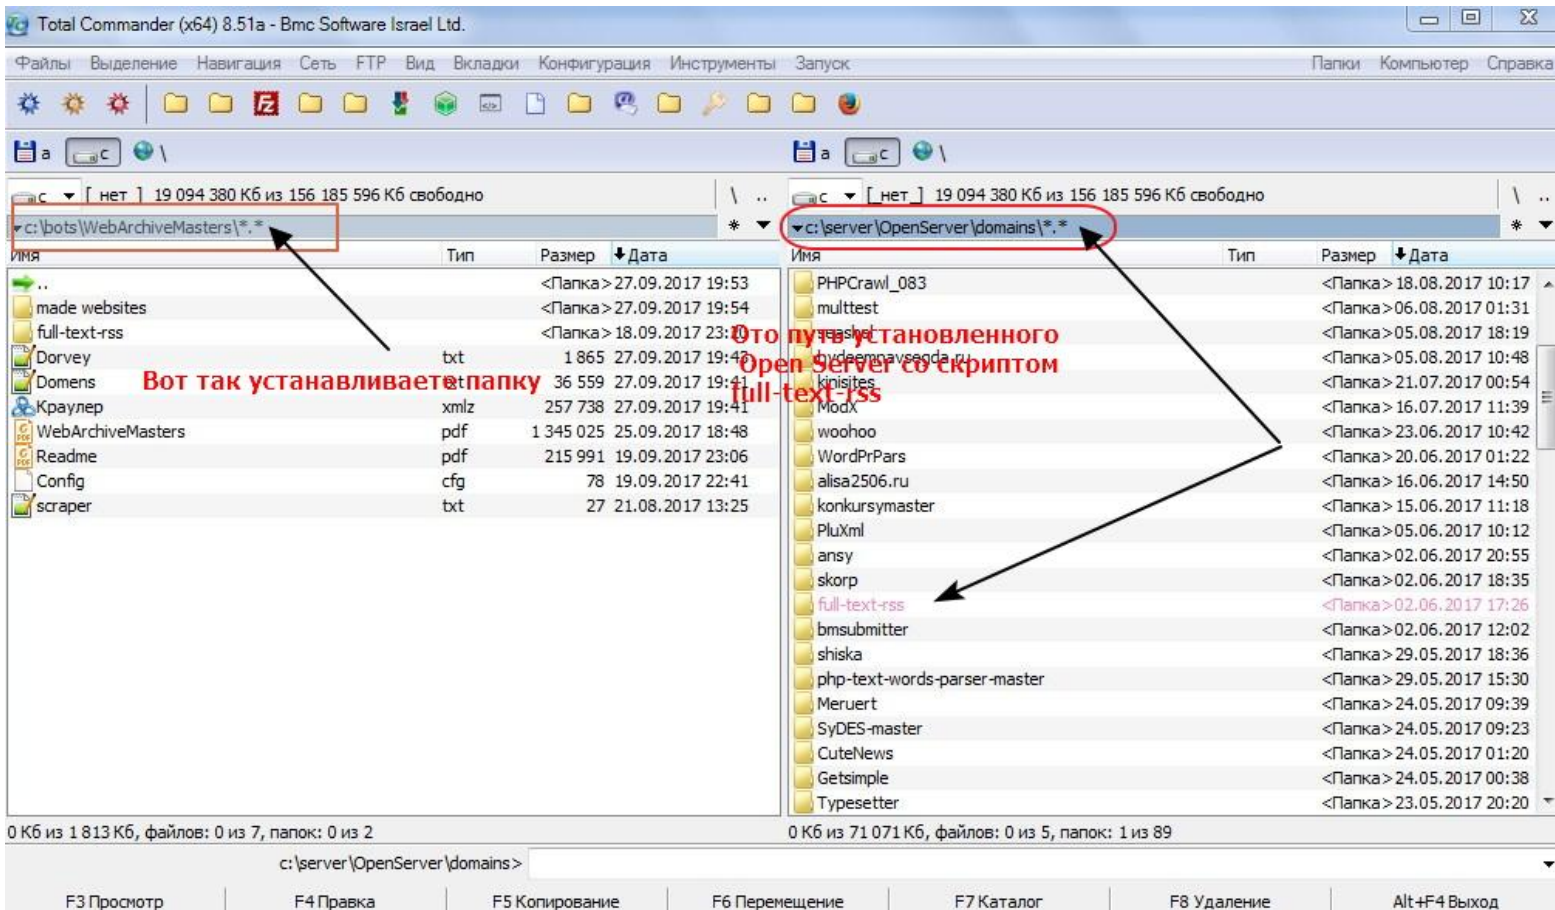 Total Commander (x64) 8.51a - Bmc Software Israel Ltd.
Файлы Выделение Навигация Сеть FTP Вид Вкладки Конфигурация Инструменты Запуск Папки Компьютер Справка
a c \
a c \
c [_нет_] 19 094 380 Кб из 156 185 596 Кб свободно \ ..
c [_нет_] 19 094 380 Кб из 156 185 596 Кб свободно \ ..
c:\bots\WebArchiveMasters\*.* * 
c:\server\OpenServer\domains\*.* *
Имя Тип Размер Дата
..  <Папка> 27.09.2017 19:53
made websites <Папка> 27.09.2017 19:54
full-text-rss <Папка> 18.09.2017 23:20
Dorvey txt 1 865 27.09.2017 19:43
Domens txt 36 559 27.09.2017 19:41
Краулер xmlz 257 738 27.09.2017 19:41
WebArchiveMasters pdf 1 345 025 25.09.2017 18:48
Readme pdf 215 991 19.09.2017 23:06
Config cfg 78 19.09.2017 22:41
scraper txt 27 21.08.2017 13:25
Вот так устанавливаете папку
Имя Тип Размер Дата
PHPCrawl_083 <Папка> 18.08.2017 10:17
multtest <Папка> 06.08.2017 01:31
<Папка> 05.08.2017 18:19
<Папка> 05.08.2017 10:48
kinisites <Папка> 21.07.2017 00:54
ModX <Папка> 16.07.2017 11:39
woohoo <Папка> 23.06.2017 10:42
WordPrPars <Папка> 20.06.2017 01:22
alisa2506.ru <Папка> 16.06.2017 14:50
konkursymaster <Папка> 15.06.2017 11:18
PluXml <Папка> 05.06.2017 10:12
ansy <Папка> 02.06.2017 20:55
skorp <Папка> 02.06.2017 18:35
full-text-rss <Папка> 02.06.2017 17:26
bmsubmitter <Папка> 02.06.2017 12:02
shiska <Папка> 29.05.2017 18:36
php-text-words-parser-master <Папка> 29.05.2017 15:30
Meruert <Папка> 24.05.2017 09:39
SyDES-master <Папка> 24.05.2017 09:23
CuteNews <Папка> 24.05.2017 01:20
Getsimple <Папка> 24.05.2017 00:38
Typesetter <Папка> 23.05.2017 20:20
Это путь установленного
Open Server со скриптом
full-text-rss
0 Кб из 1 813 Кб, файлов: 0 из 7, папок: 0 из 2
0 Кб из 71 071 Кб, файлов: 0 из 5, папок: 1 из 89
c:\server\OpenServer\domains>
F3 Просмотр F4 Правка F5 Копирование F6 Перемещение F7 Каталог F8 Удаление Alt+F4 Выход